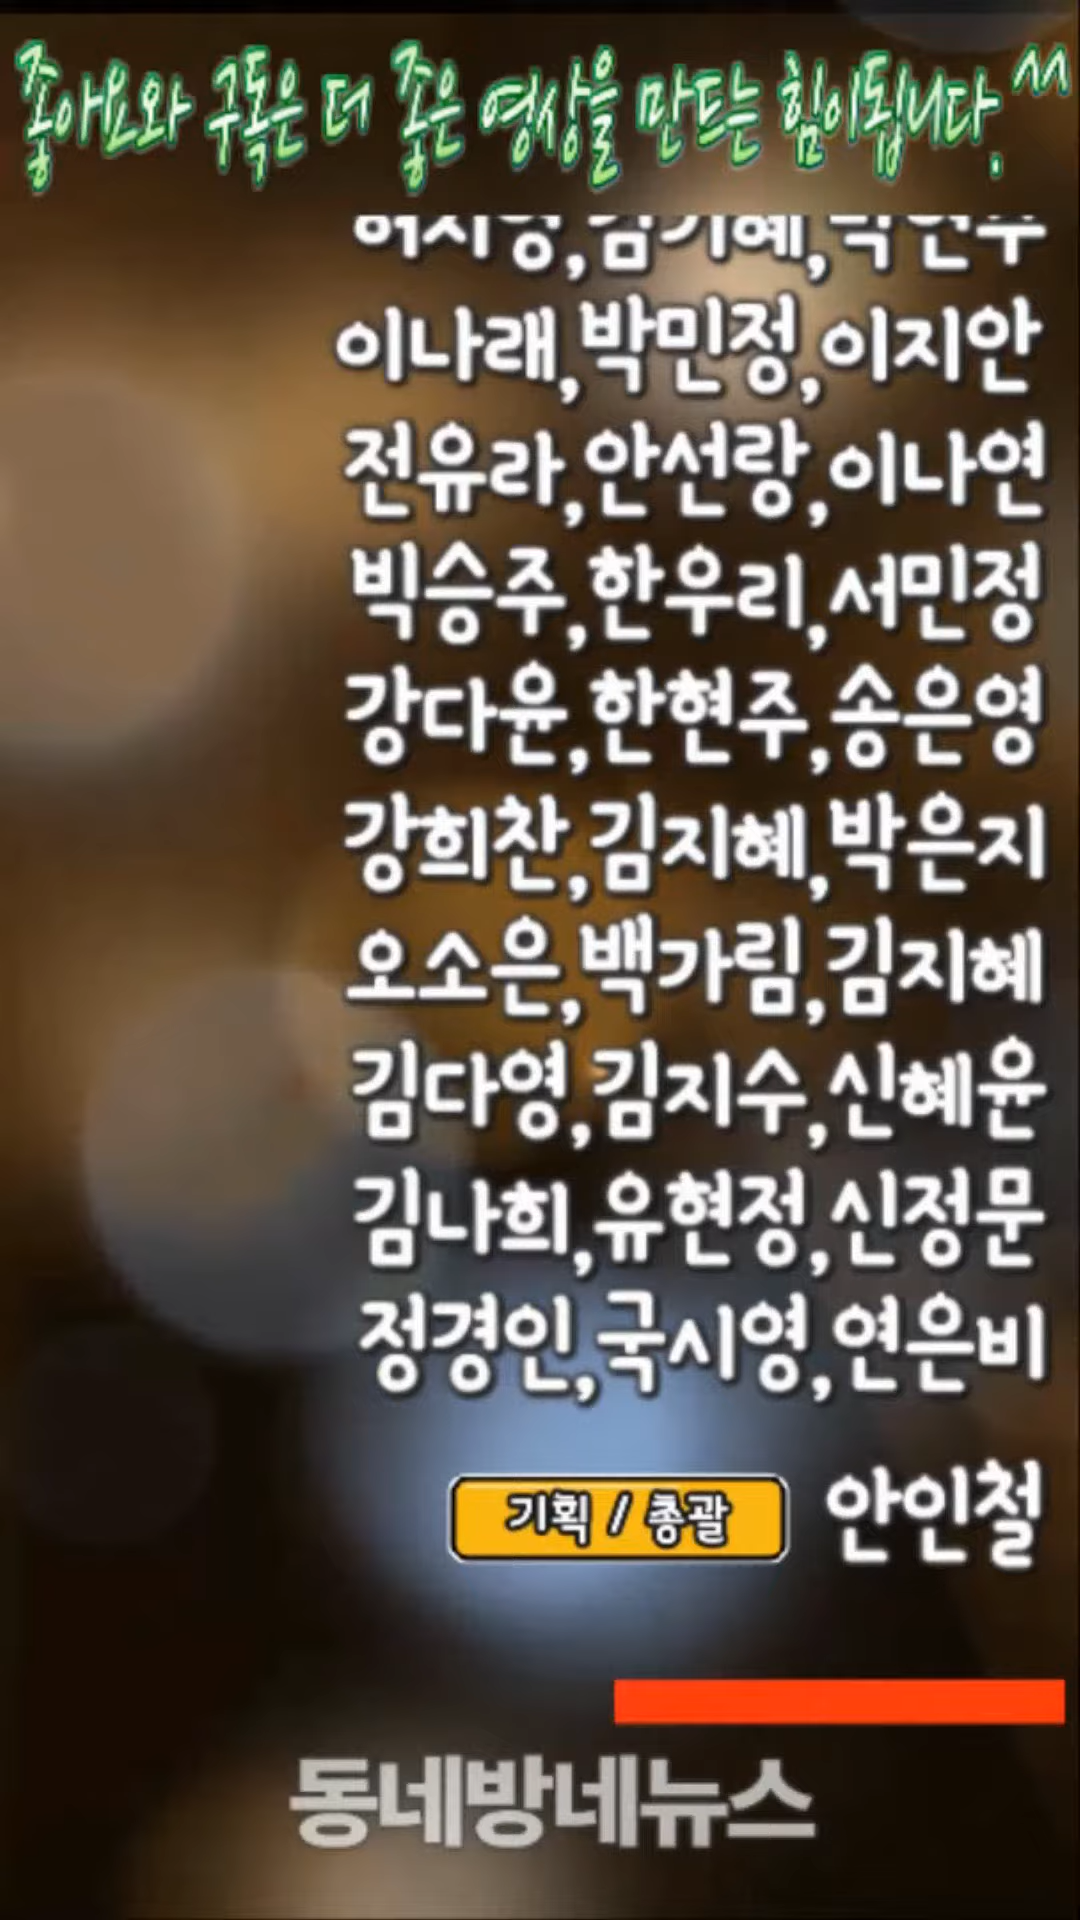 좋아요와 구독은 더 좋은 영상을 만드는 힘이됩니다.^^
이나래,박민정,이지안
전유라,안선랑,이나연
빅승주,한우리,서민정
강다윤,한현주,송은영
강희찬,김지혜,박은지
오소은,백가림,김지혜
김다영,김지수,신혜윤
김나희,유현정,신정문
정경인,국시영,연은비
기획 / 총괄 안인철
동네방네뉴스